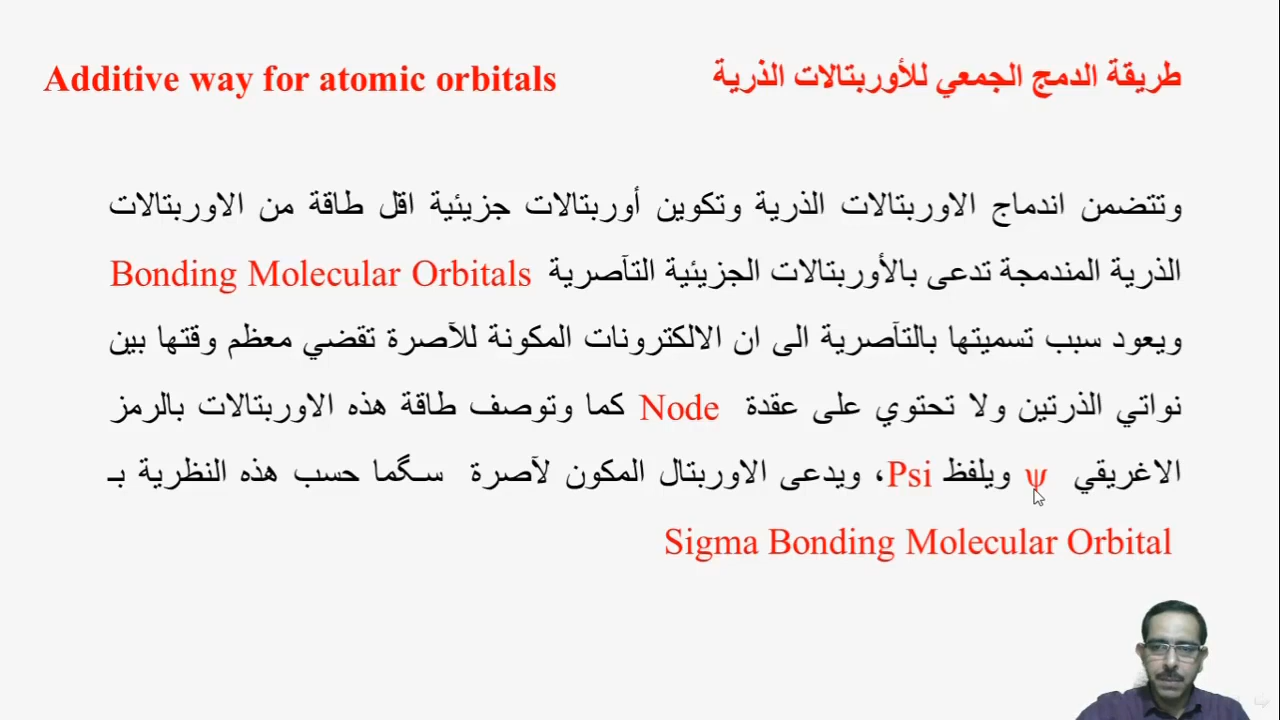 طريقة الدمج الجمعي للأوربتالات الذرية Additive way for atomic orbitals
وتتضمن اندماج الاوربتالات الذرية وتكوين أوربتالات جزيئية اقل طاقة من الاوربتالات
الذرية المندمجة تدعى بالأوربتالات الجزيئية التآصرية Bonding Molecular Orbitals
ويعود سبب تسميتها بالتآصرية الى ان الالكترونات المكونة للآصرة تقضي معظم وقتها بين
نواتي الذرتين ولا تحتوي على عقدة Node كما وتوصف طاقة هذه الاوربتالات بالرمز
الاغريقي ψ ويلفظ Psi، ويدعى الاوربتال المكون لآصرة سگما حسب هذه النظرية بـ
Sigma Bonding Molecular Orbital